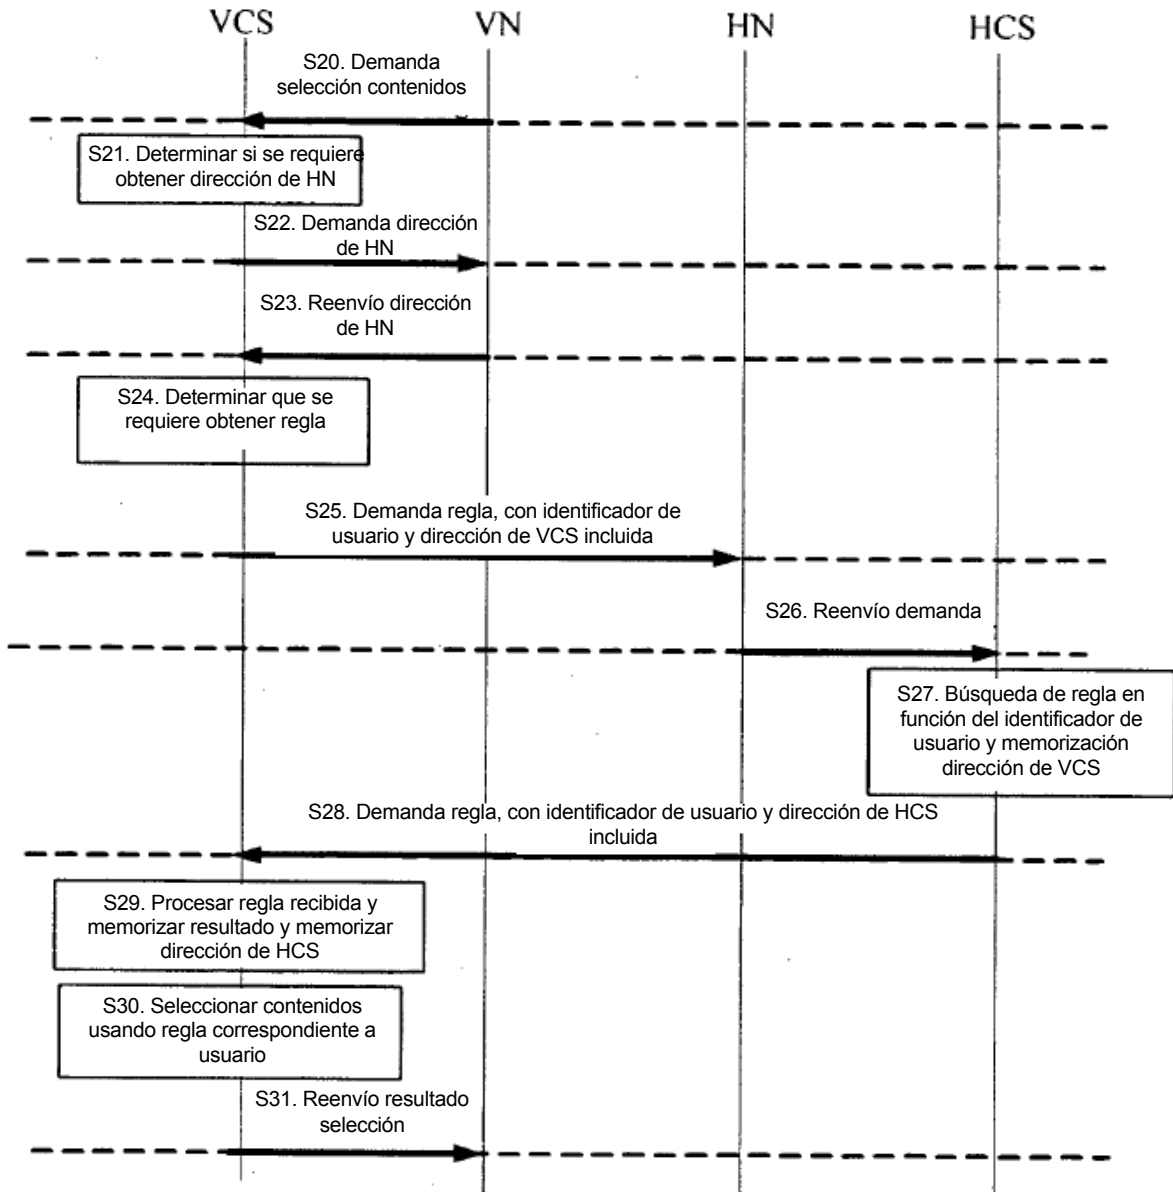 VCS VN HN HCS
S20. Demanda
selección contenidos
S21. Determinar si se requiere
obtener dirección de HN
S22. Demanda dirección
de HN
S23. Reenvío dirección
de HN
S24. Determinar que se
requiere obtener regla
S25. Demanda regla, con identificador de
usuario y dirección de VCS incluida
S26. Reenvío demanda
S27. Búsqueda de regla en
función del identificador de
usuario y memorización
dirección de VCS
S28. Demanda regla, con identificador de usuario y dirección de HCS
incluida
S29. Procesar regla recibida y
memorizar resultado y memorizar
dirección de HCS
S30. Seleccionar contenidos
usando regla correspondiente a
usuario
S31. Reenvío resultado
selección